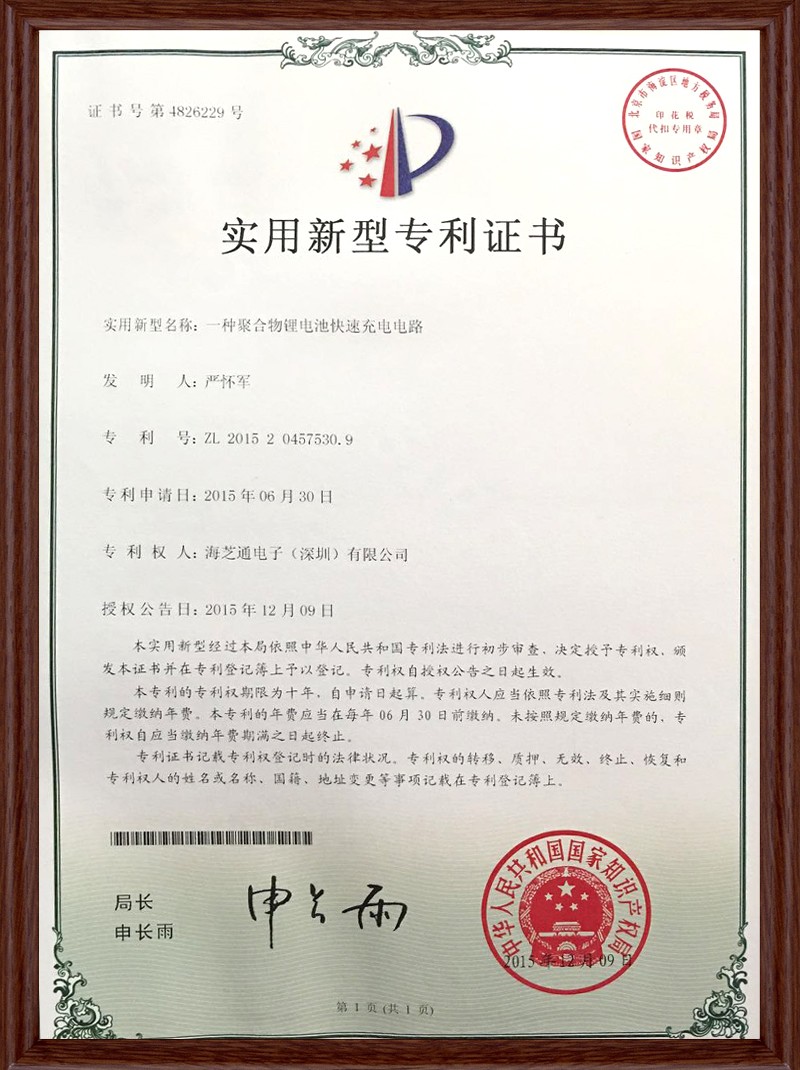 证书号第4826229号
北京市海淀区地方税务局
印花税
代扣专用章
国家知识产权局
实用新型专利证书
实用新型名称：一种聚合物锂电池快速充电电路
发明人：严怀军
专利号：ZL 2015 2 0457530.9
专利申请日：2015年06月30日
专利权人：海芝通电子（深圳）有限公司
授权公告日：2015年12月09日
本实用新型经过本局依照中华人民共和国专利法进行初步审查，决定授予专利权，颁
发本证书并在专利登记簿上予以登记。专利权自授权公告之日起生效。
本专利的专利权期限为十年，自申请日起算。专利权人应当依照专利法及其实施细则
规定缴纳年费。本专利的年费应当在每年06月30日前缴纳。未按照规定缴纳年费的，专
利权自应当缴纳年费期满之日起终止。
专利证书记载专利权登记时的法律状况。专利权的转移、质押、无效、终止、恢复和
专利权人的姓名或名称、国籍、地址变更等事项记载在专利登记簿上。
局长
申长雨
申长雨
中华人民共和国国家知识产权局
2015年12月09日
第1页(共1页)